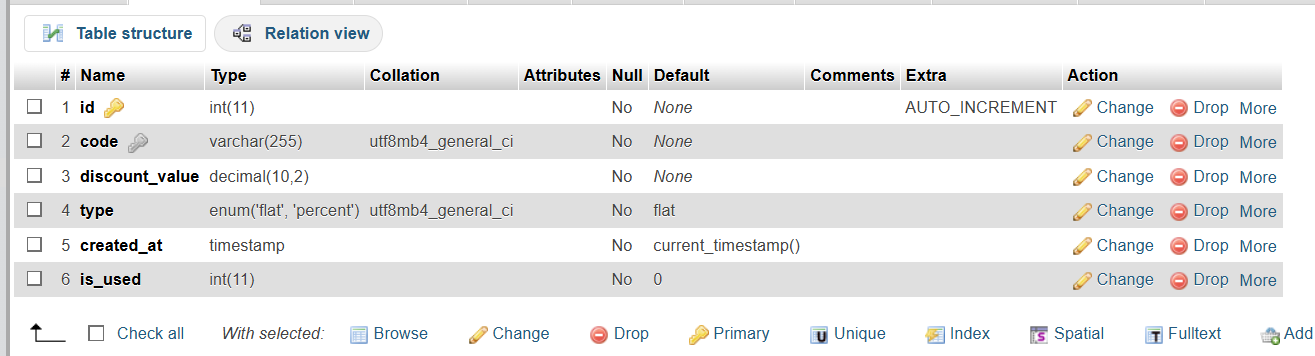 Table structure Relation view
# Name Type Collation Attributes Null Default Comments Extra Action
1 id int(11) No None AUTO_INCREMENT Change Drop More
2 code varchar(255) utf8mb4_general_ci No None Change Drop More
3 discount_value decimal(10,2) No None Change Drop More
4 type enum('flat', 'percent') utf8mb4_general_ci No flat Change Drop More
5 created_at timestamp No current_timestamp() Change Drop More
6 is_used int(11) No 0 Change Drop More
Check all With selected: Browse Change Drop Primary U Unique Index S Spatial T Fulltext Add